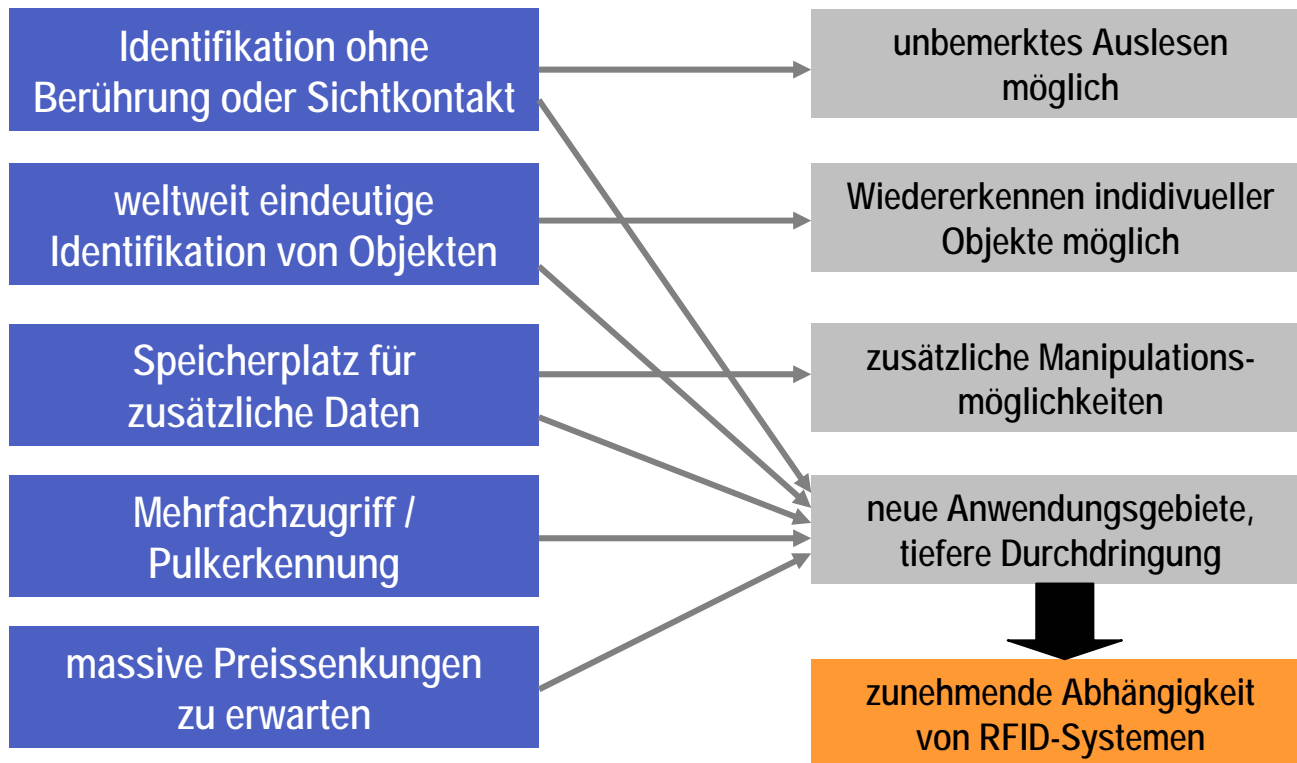 Identifikation ohne
Berührung oder Sichtkontakt
unbemerktes Auslesen
möglich
weltweit eindeutige
Identifikation von Objekten
Wiedererkennen indidivueller
Objekte möglich
Speicherplatz für
zusätzliche Daten
zusätzliche Manipulations-
möglichkeiten
Mehrfachzugriff /
Pulkerkennung
neue Anwendungsgebiete,
tiefere Durchdringung
massive Preissenkungen
zu erwarten
zunehmende Abhängigkeit
von RFID-Systemen